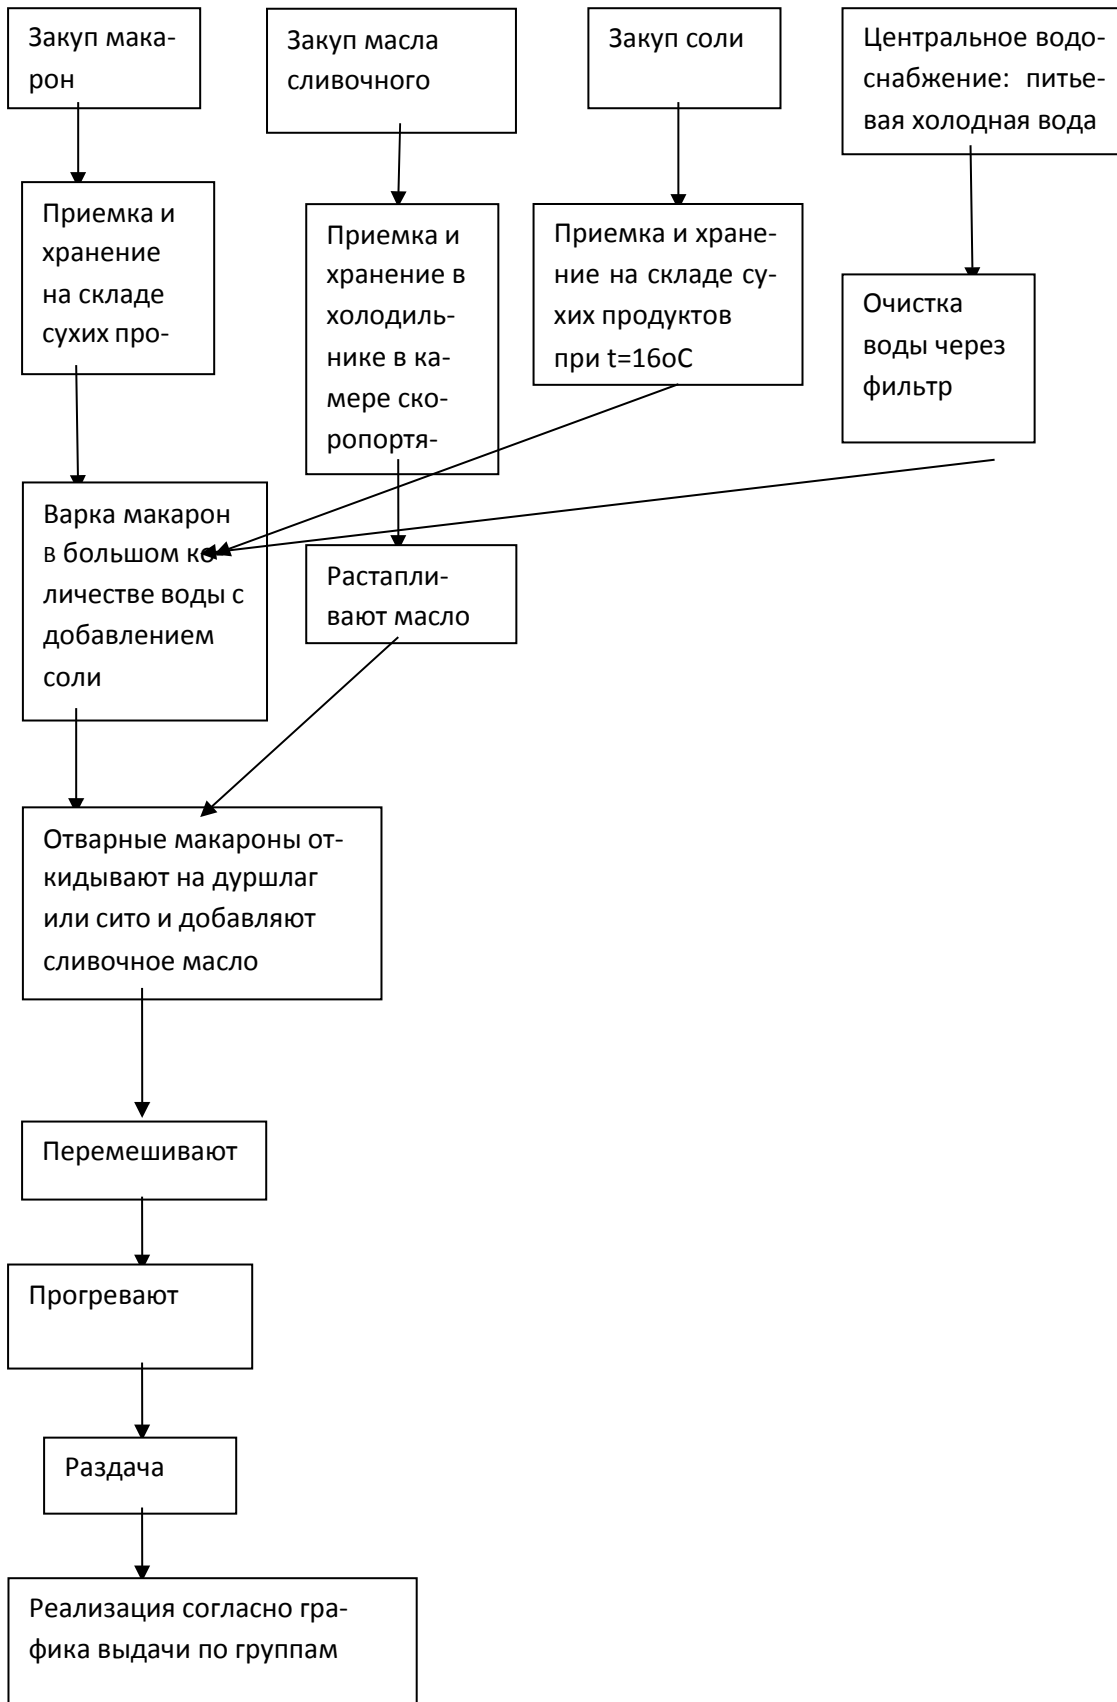 Закуп мака-
рон
Закуп масла
сливочного
Закуп соли
Центральное водо-
снабжение: питье-
вая холодная вода
Приемка и
хранение
на складе
сухих про-
Приемка и
хранение в
холодиль-
нике в ка-
мере ско-
ропортя-
Приемка и хране-
ние на складе су-
хих продуктов
при t=16оС
Очистка
воды через
фильтр
Варка макарон
в большом ко-
личестве воды с
добавлением
соли
Растапли-
вают масло
Отварные макароны от-
кидывают на дуршлаг
или сито и добавляют
сливочное масло
Перемешивают
Прогревают
Раздача
Реализация согласно гра-
фика выдачи по группам